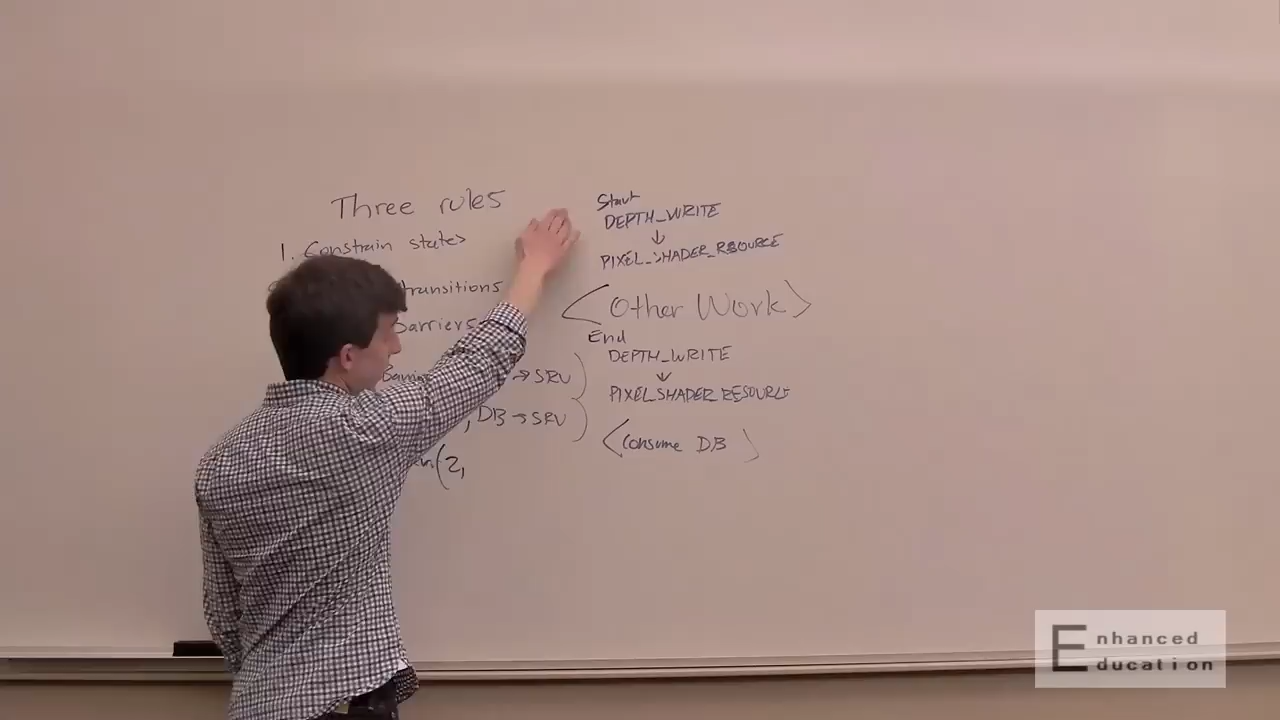 Three rules
1. Constrain states
transitions
Barriers
→ SRV
, DB → SRV
(2,
Start
DEPTH_WRITE
↓
PIXEL_SHADER_RESOURCE
<Other Work>
End
DEPTH_WRITE
↓
PIXEL_SHADER_RESOURCE
<Consume DB>
Enhanced
Education